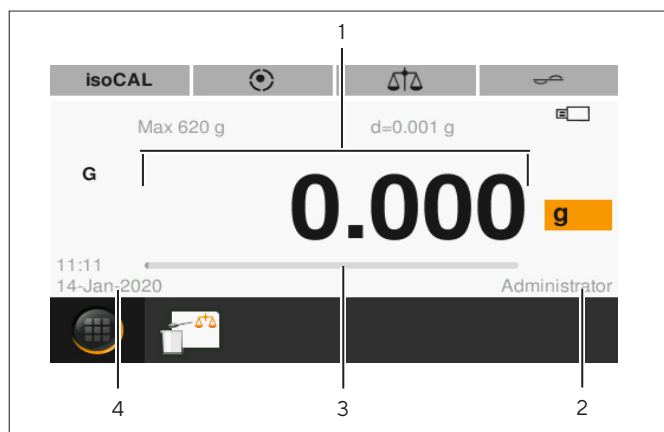 1
isoCAL
Max 620 g d=0.001 g
G
0.000 g
11:11
14-Jan-2020 Administrator
4 3 2